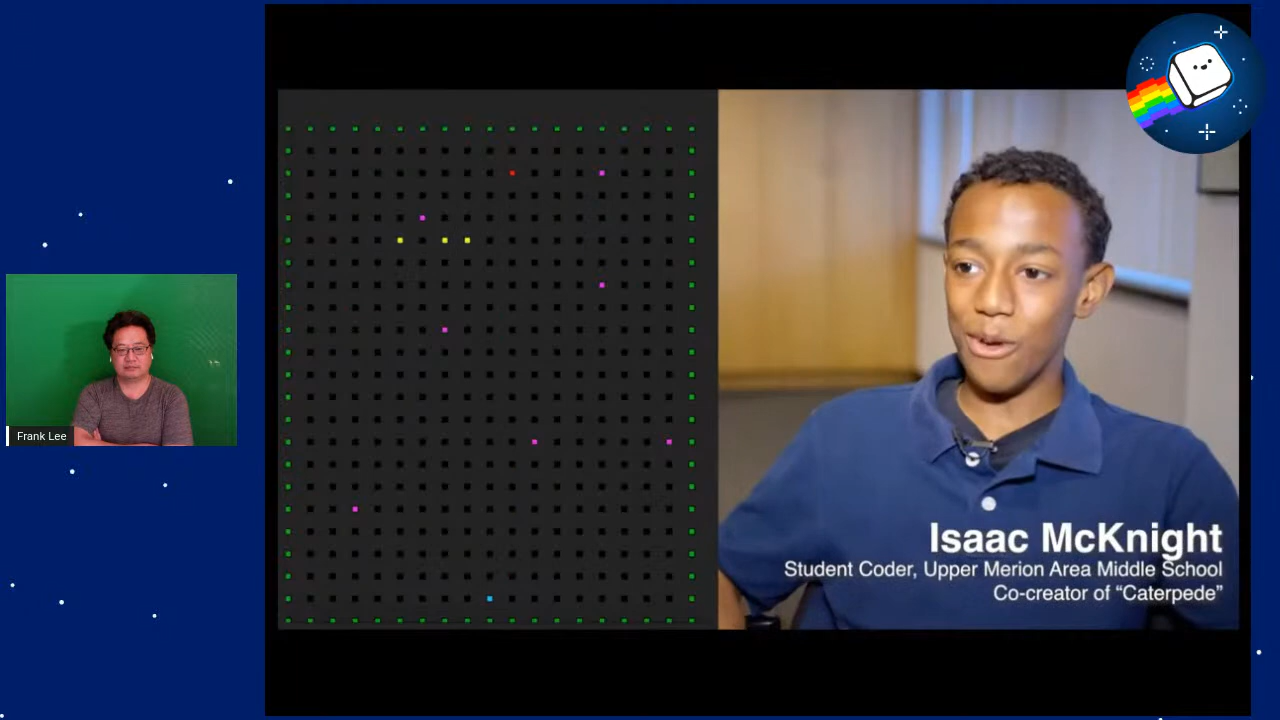 Frank Lee
Isaac McKnight
Student Coder, Upper Merion Area Middle School
Co-creator of “Caterpede”